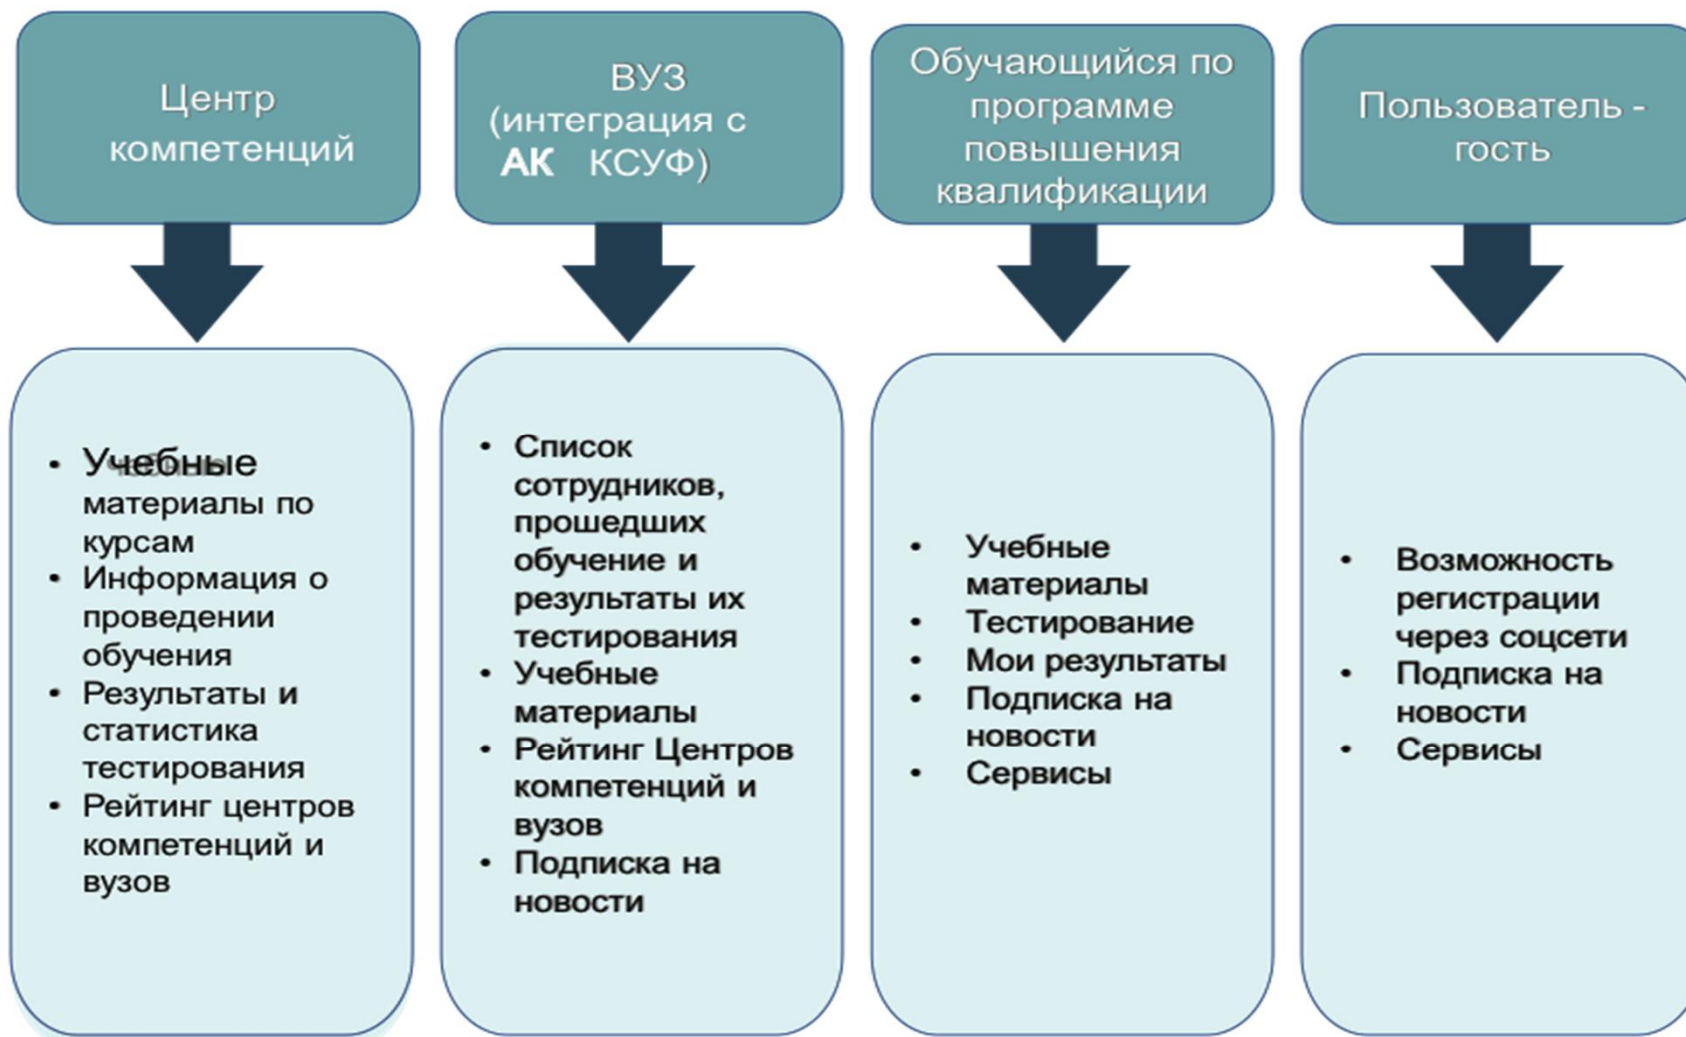 Центр
компетенций
ВУЗ
(интеграция с
АК КСУФ)
Обучающийся по
программе
повышения
квалификации
Пользователь -
гость
• Учебные
материалы по
курсам
• Информация о
проведении
обучения
• Результаты и
статистика
тестирования
• Рейтинг центров
компетенций и
вузов
• Список
сотрудников,
прошедших
обучение и
результаты их
тестирования
• Учебные
материалы
• Рейтинг Центров
компетенций и
вузов
• Подписка на
новости
• Учебные
материалы
• Тестирование
• Мои результаты
• Подписка на
новости
• Сервисы
• Возможность
регистрации
через соцсети
• Подписка на
новости
• Сервисы